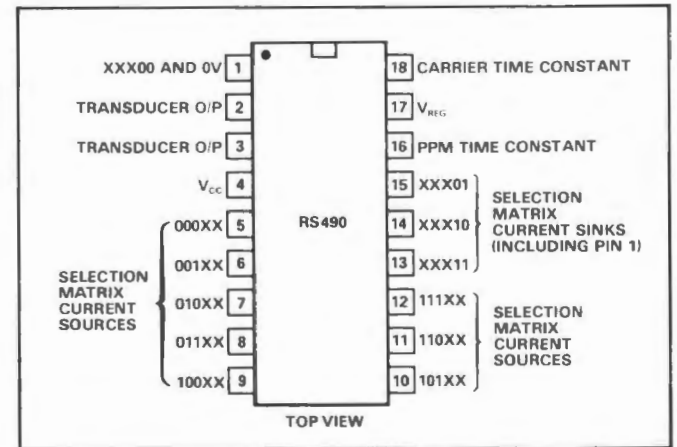 XXX00 AND 0V 1
TRANSDUCER O/P 2
TRANSDUCER O/P 3
VCC 4
000XX 5
001XX 6
010XX 7
011XX 8
100XX 9
SELECTION
MATRIX
CURRENT
SOURCES
RS490
18 CARRIER TIME CONSTANT
17 VREG
16 PPM TIME CONSTANT
15 XXX01
14 XXX10
13 XXX11
SELECTION
MATRIX
CURRENT SINKS
(INCLUDING PIN 1)
12 111XX
11 110XX
10 101XX
SELECTION
MATRIX
CURRENT
SOURCES
TOP VIEW